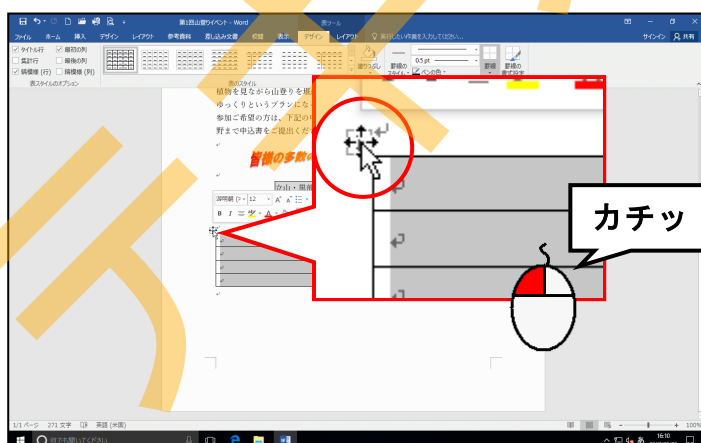 第1回山登りイベント - Word
表ツール
ファイル ホーム 挿入 デザイン レイアウト 参考資料 差し込み文書 校閲 表示 デザイン レイアウト 実行したい作業を入力してください... サインイン 共有
タイトル行 最初の列
集計行 最後の列
縞模様 (行) 縞模様 (列)
表スタイルのオプション
表のスタイル
塗りつぶし
罫線の
スタイル
0.5 pt
ペンの色
罫線
罫線の
書式設定
植物を見ながら山登りを
ゆっくりというプランにな
参加ご希望の方は、下記の
野まで申込書をご提出くだ
皆様の多数の
12
B I
カチッ
1/1 ページ 271 文字 英語 (米国)
100%
何でも聞いてください
16:10